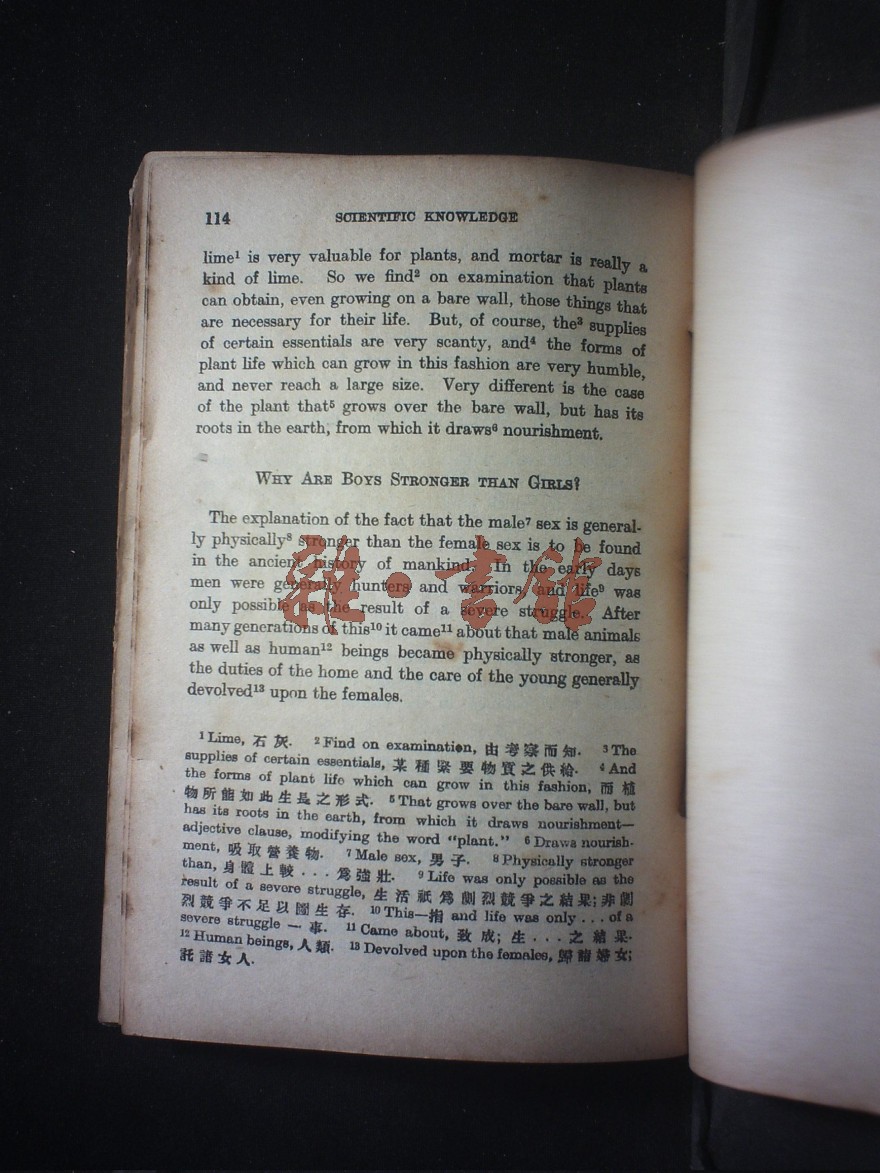 114 SCIENTIFIC KNOWLEDGE
lime¹ is very valuable for plants, and mortar is really a
kind of lime. So we find² on examination that plants
can obtain, even growing on a bare wall, those things that
are necessary for their life. But, of course, the³ supplies
of certain essentials are very scanty, and⁴ the forms of
plant life which can grow in this fashion are very humble,
and never reach a large size. Very different is the case
of the plant that⁵ grows over the bare wall, but has its
roots in the earth, from which it draws⁶ nourishment.
WHY ARE BOYS STRONGER THAN GIRLS?
The explanation of the fact that the male⁷ sex is general-
ly physically⁸ stronger than the female sex is to be found
in the ancient history of mankind. In the early days
men were generally hunters and warriors, and life⁹ was
only possible as the result of a severe struggle. After
many generations of this¹⁰ it came¹¹ about that male animals
as well as human¹² beings became physically stronger, as
the duties of the home and the care of the young generally
devolved¹³ upon the females.
¹ Lime, 石灰. ² Find on examination, 由考察而知. ³ The
supplies of certain essentials, 某種緊要物質之供給. ⁴ And
the forms of plant life which can grow in this fashion, 而植
物所能如此生長之形式. ⁵ That grows over the bare wall, but
has its roots in the earth, from which it draws nourishment—
adjective clause, modifying the word "plant." ⁶ Draws nourish-
ment, 吸取營養物. ⁷ Male sex, 男子. ⁸ Physically stronger
than, 身體上較...爲強壯. ⁹ Life was only possible as the
result of a severe struggle, 生活祇爲劇烈競爭之結果; 非劇
烈競爭不足以圖生存. ¹⁰ This—指 and life was only...of a
severe struggle 一事. ¹¹ Came about, 致成; 生...之結果.
¹² Human beings, 人類. ¹³ Devolved upon the females, 歸諸婦女;
託諸女人.
雅·書館